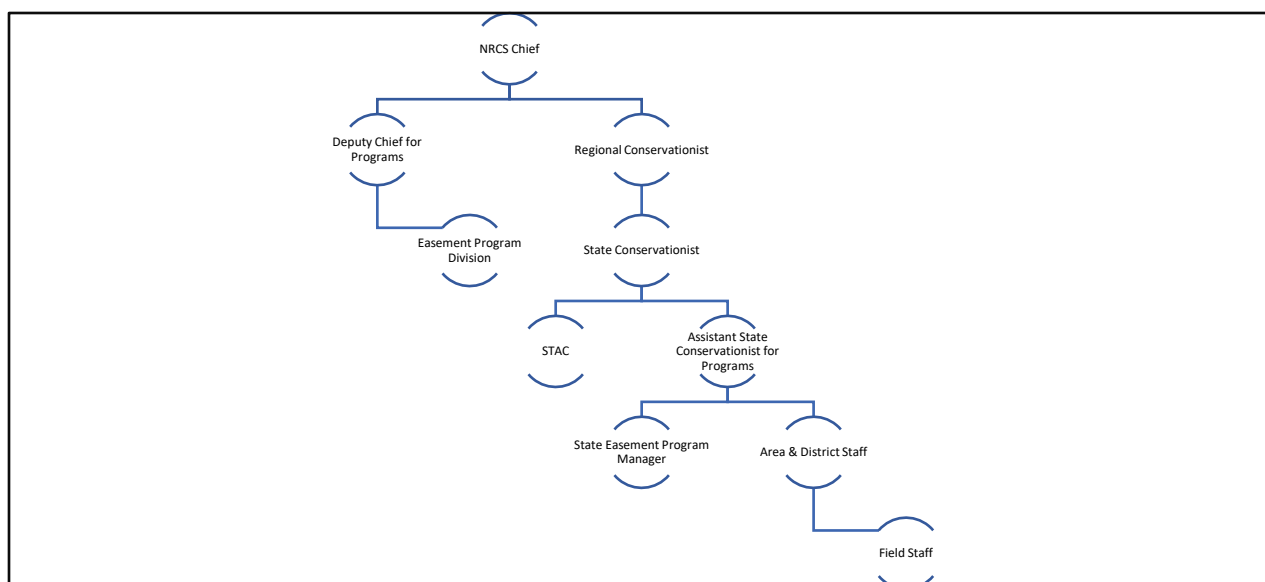 NRCS Chief
Deputy Chief for
Programs
Regional Conservationist
Easement Program
Division
State Conservationist
STAC
Assistant State
Conservationist for
Programs
State Easement Program
Manager
Area & District Staff
Field Staff